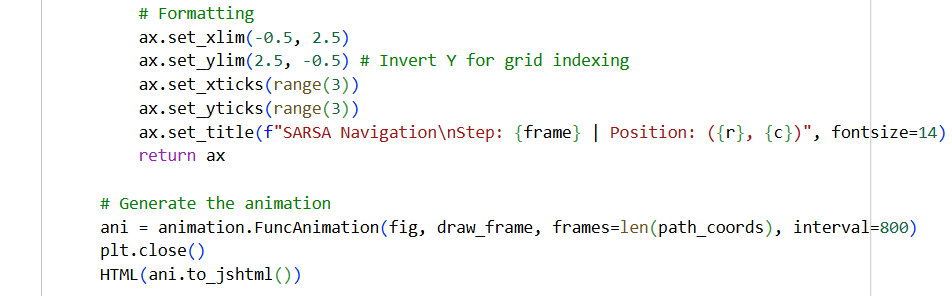 # Formatting
ax.set_xlim(-0.5, 2.5)
ax.set_ylim(2.5, -0.5) # Invert Y for grid indexing
ax.set_xticks(range(3))
ax.set_yticks(range(3))
ax.set_title(f"SARSA Navigation\nStep: {frame} | Position: ({r}, {c})", fontsize=14)
return ax
# Generate the animation
ani = animation.FuncAnimation(fig, draw_frame, frames=len(path_coords), interval=800)
plt.close()
HTML(ani.to_jshtml())